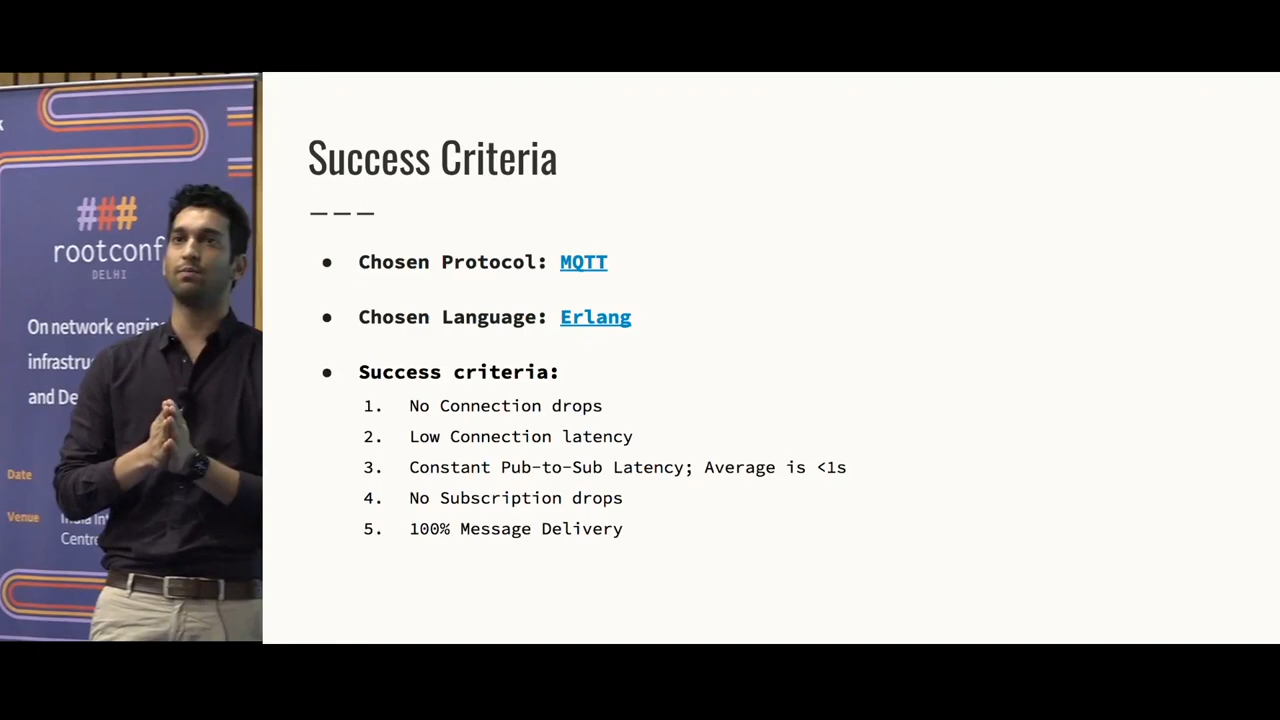 ###
rootconf
DELHI
On network
infrastru
and De
Date
Venue
Centre
Success Criteria
● Chosen Protocol: MQTT
● Chosen Language: Erlang
● Success criteria:
1. No Connection drops
2. Low Connection latency
3. Constant Pub-to-Sub Latency; Average is <1s
4. No Subscription drops
5. 100% Message Delivery